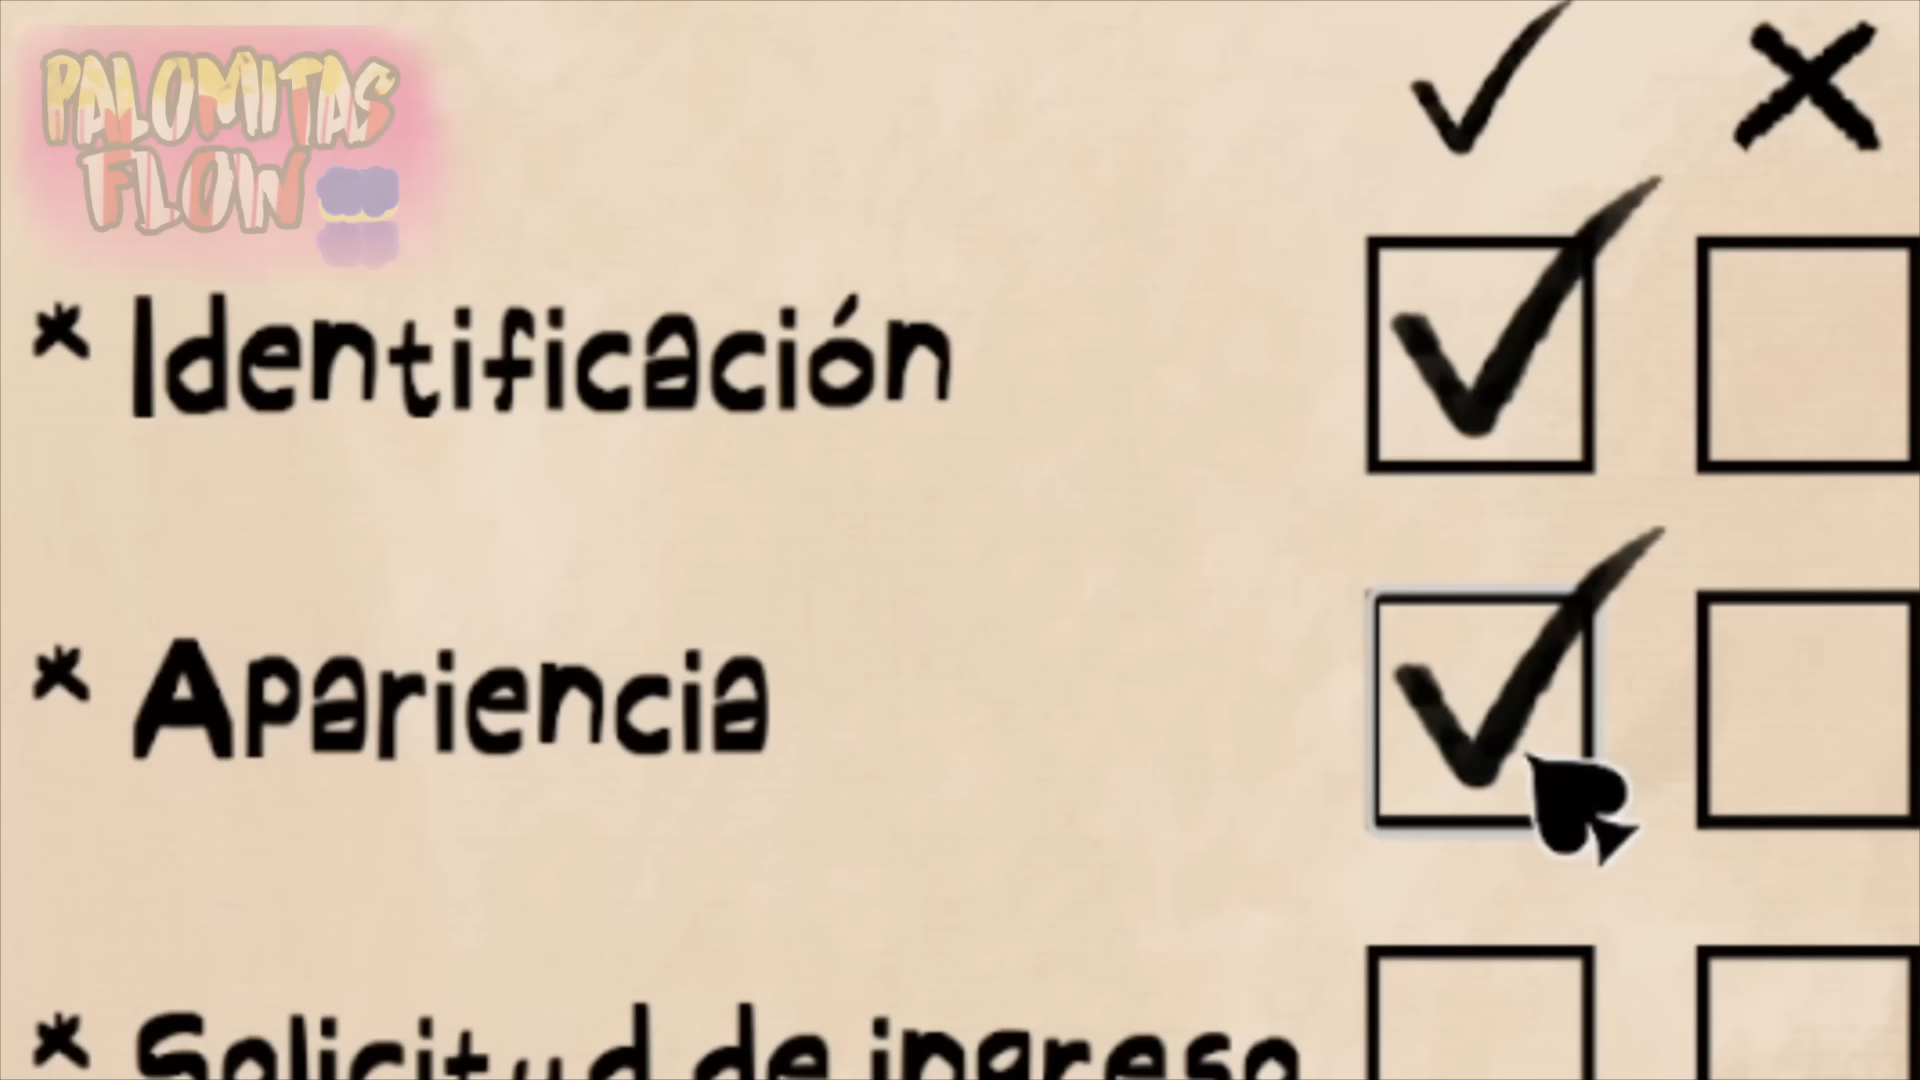 PALOMITAS
FLOW
* Identificación
* Apariencia
* Solicitud de ingreso